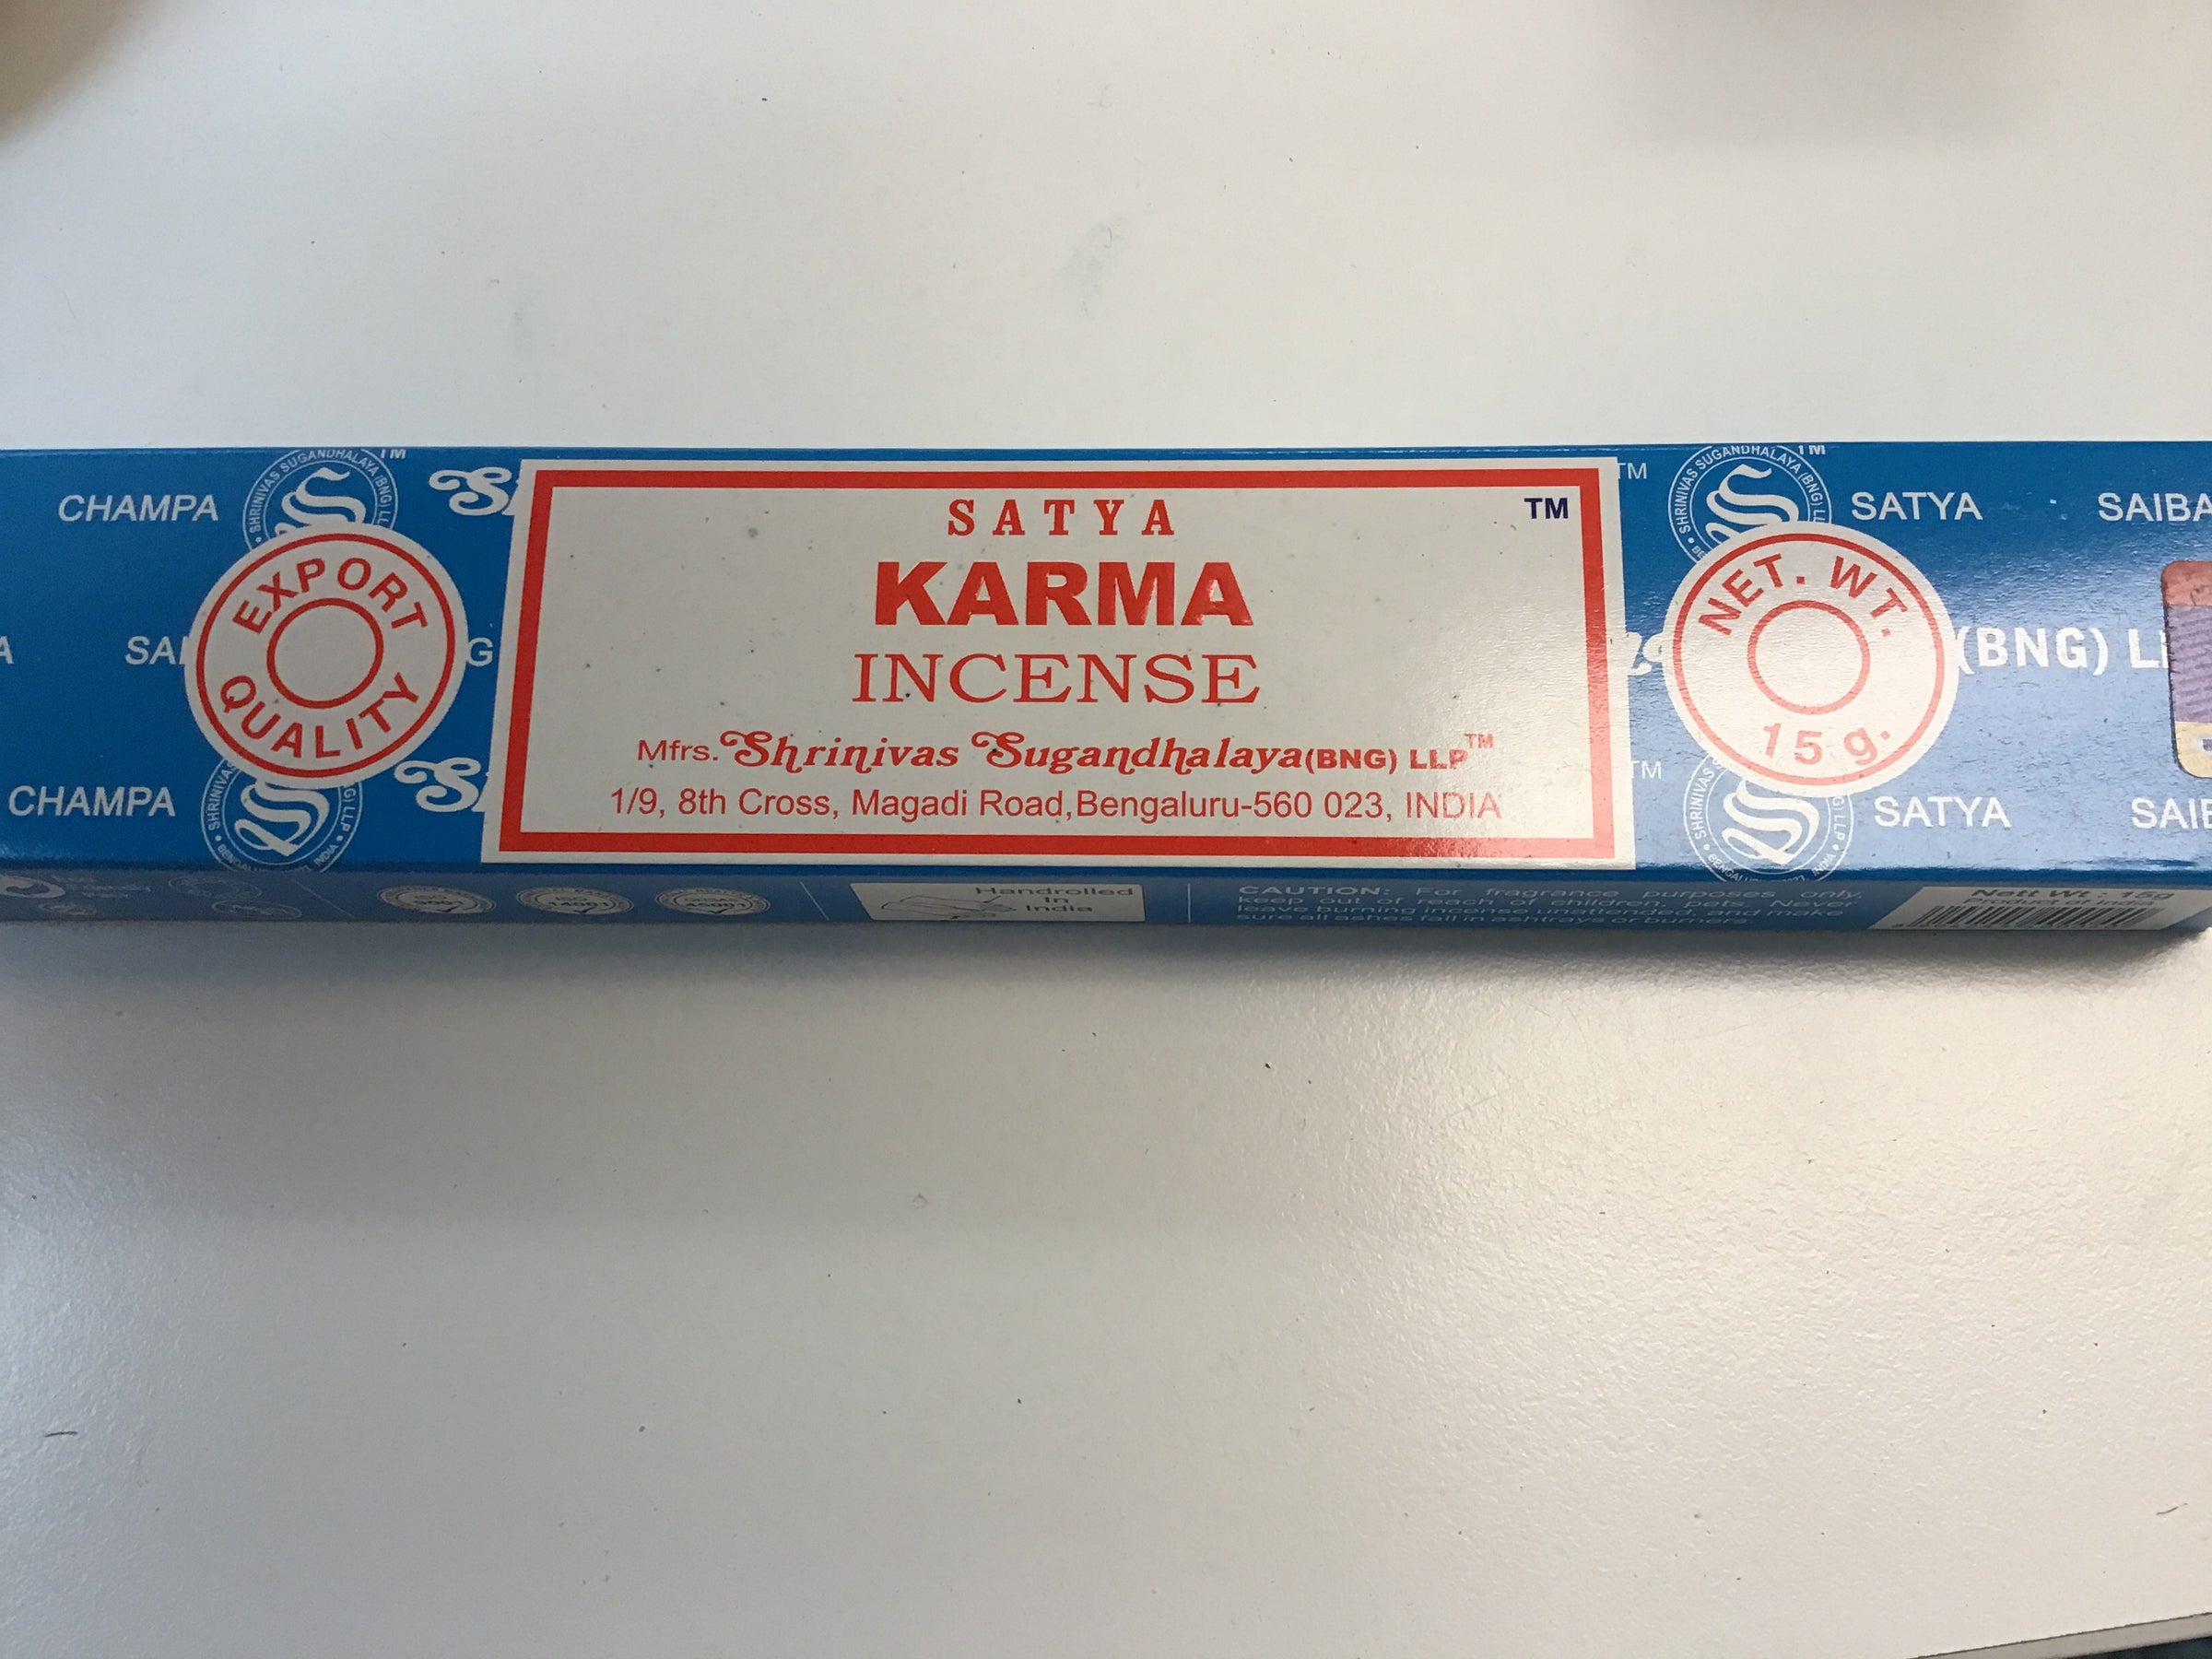 CHAMPA
SATYA
EXPORT
QUALITY
SATYA
KARMA
INCENSE
TM
Mfrs. Shrinivas Sugandhalaya(BNG) LLP™
1/9, 8th Cross, Magadi Road,Bengaluru-560 023, INDIA
NET. WT.
15 g.
(BNG)
CHAMPA
SATYA
Handrolled
In
India
CAUTION: For fragrance purposes only,
keep out of reach of children, pets. Never
leave burning incense unattended, and make
sure all ashes fall in ashtrays or burners.
Nett Wt. : 15g
Product of India